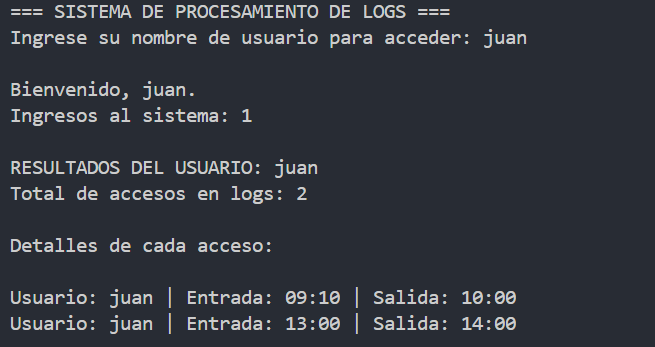 === SISTEMA DE PROCESAMIENTO DE LOGS ===
Ingrese su nombre de usuario para acceder: juan
Bienvenido, juan.
Ingresos al sistema: 1
RESULTADOS DEL USUARIO: juan
Total de accesos en logs: 2
Detalles de cada acceso:
Usuario: juan | Entrada: 09:10 | Salida: 10:00
Usuario: juan | Entrada: 13:00 | Salida: 14:00